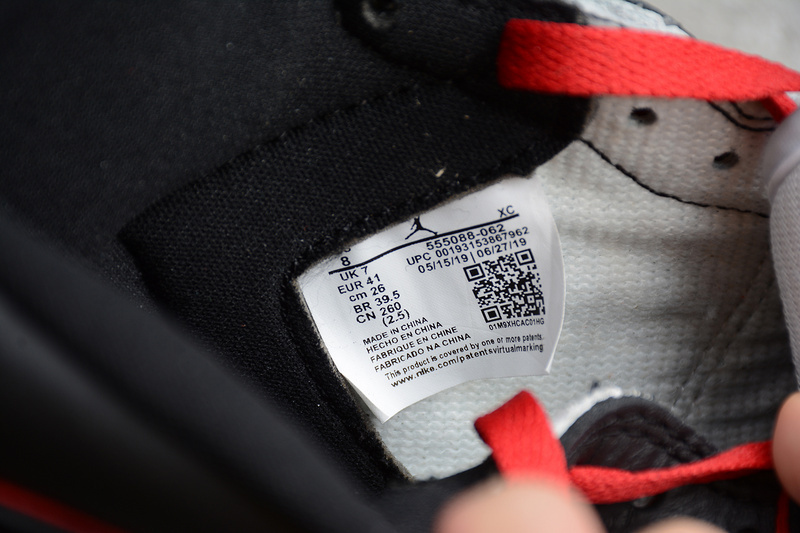 XC
8
UK 7
EUR 41
cm 26
BR 39.5
CN 260
(2.5)
555088-062
UPC 00193153867962
05/15/19 | 06/27/19
01M9XHCAC01HG
MADE IN CHINA
HECHO EN CHINA
FABRIQUE EN CHINE
FABRICADO NA CHINA
This product is covered by one or more patents.
www.nike.com/patentsvirtualmarking